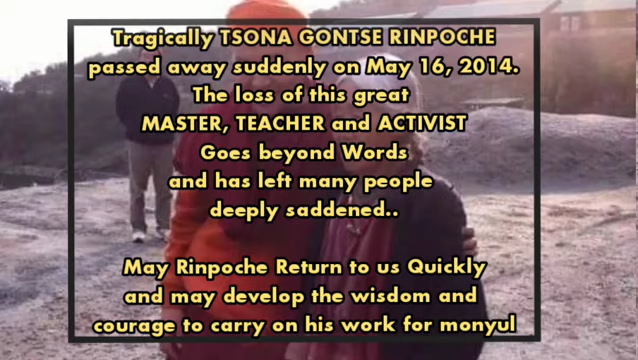 Tragically TSONA GONTSE RINPOCHE
passed away suddenly on May 16, 2014.
The loss of this great
MASTER, TEACHER and ACTIVIST
Goes beyond Words
and has left many people
deeply saddened..
May Rinpoche Return to us Quickly
and may develop the wisdom and
courage to carry on his work for monyul